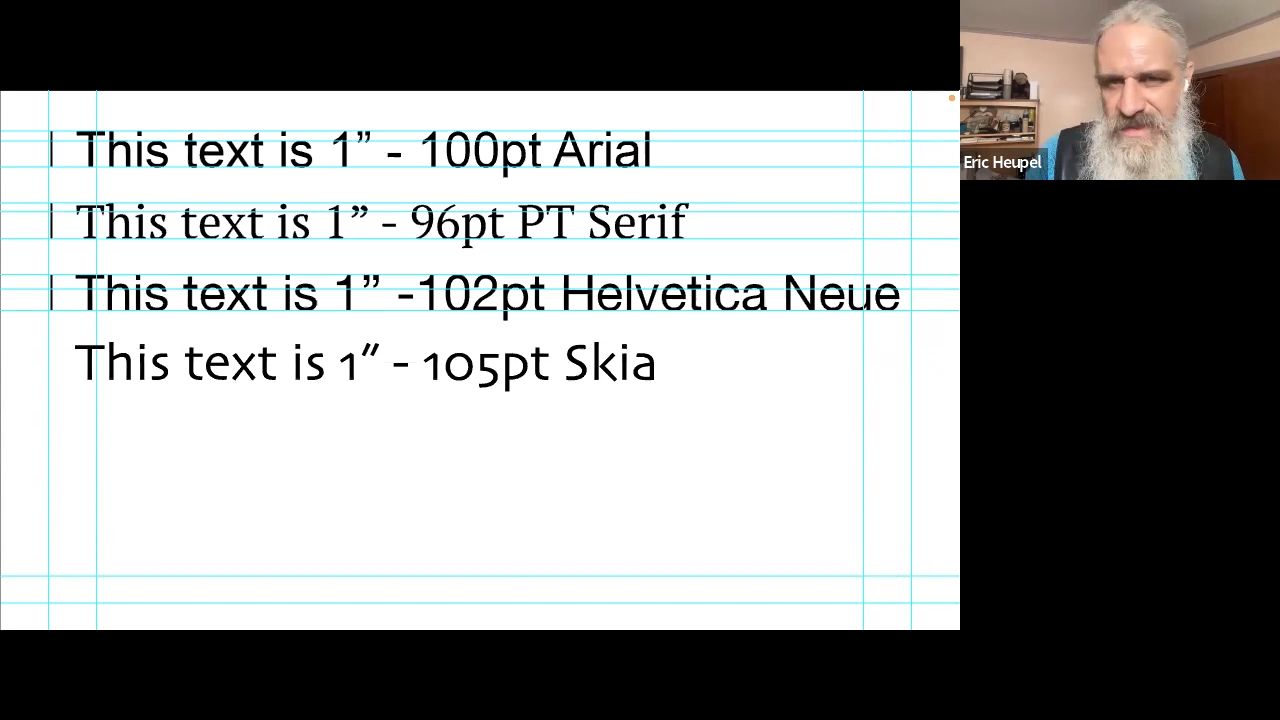 This text is 1” - 100pt Arial
This text is 1” - 96pt PT Serif
This text is 1” -102pt Helvetica Neue
This text is 1” - 105pt Skia
Eric Heupel